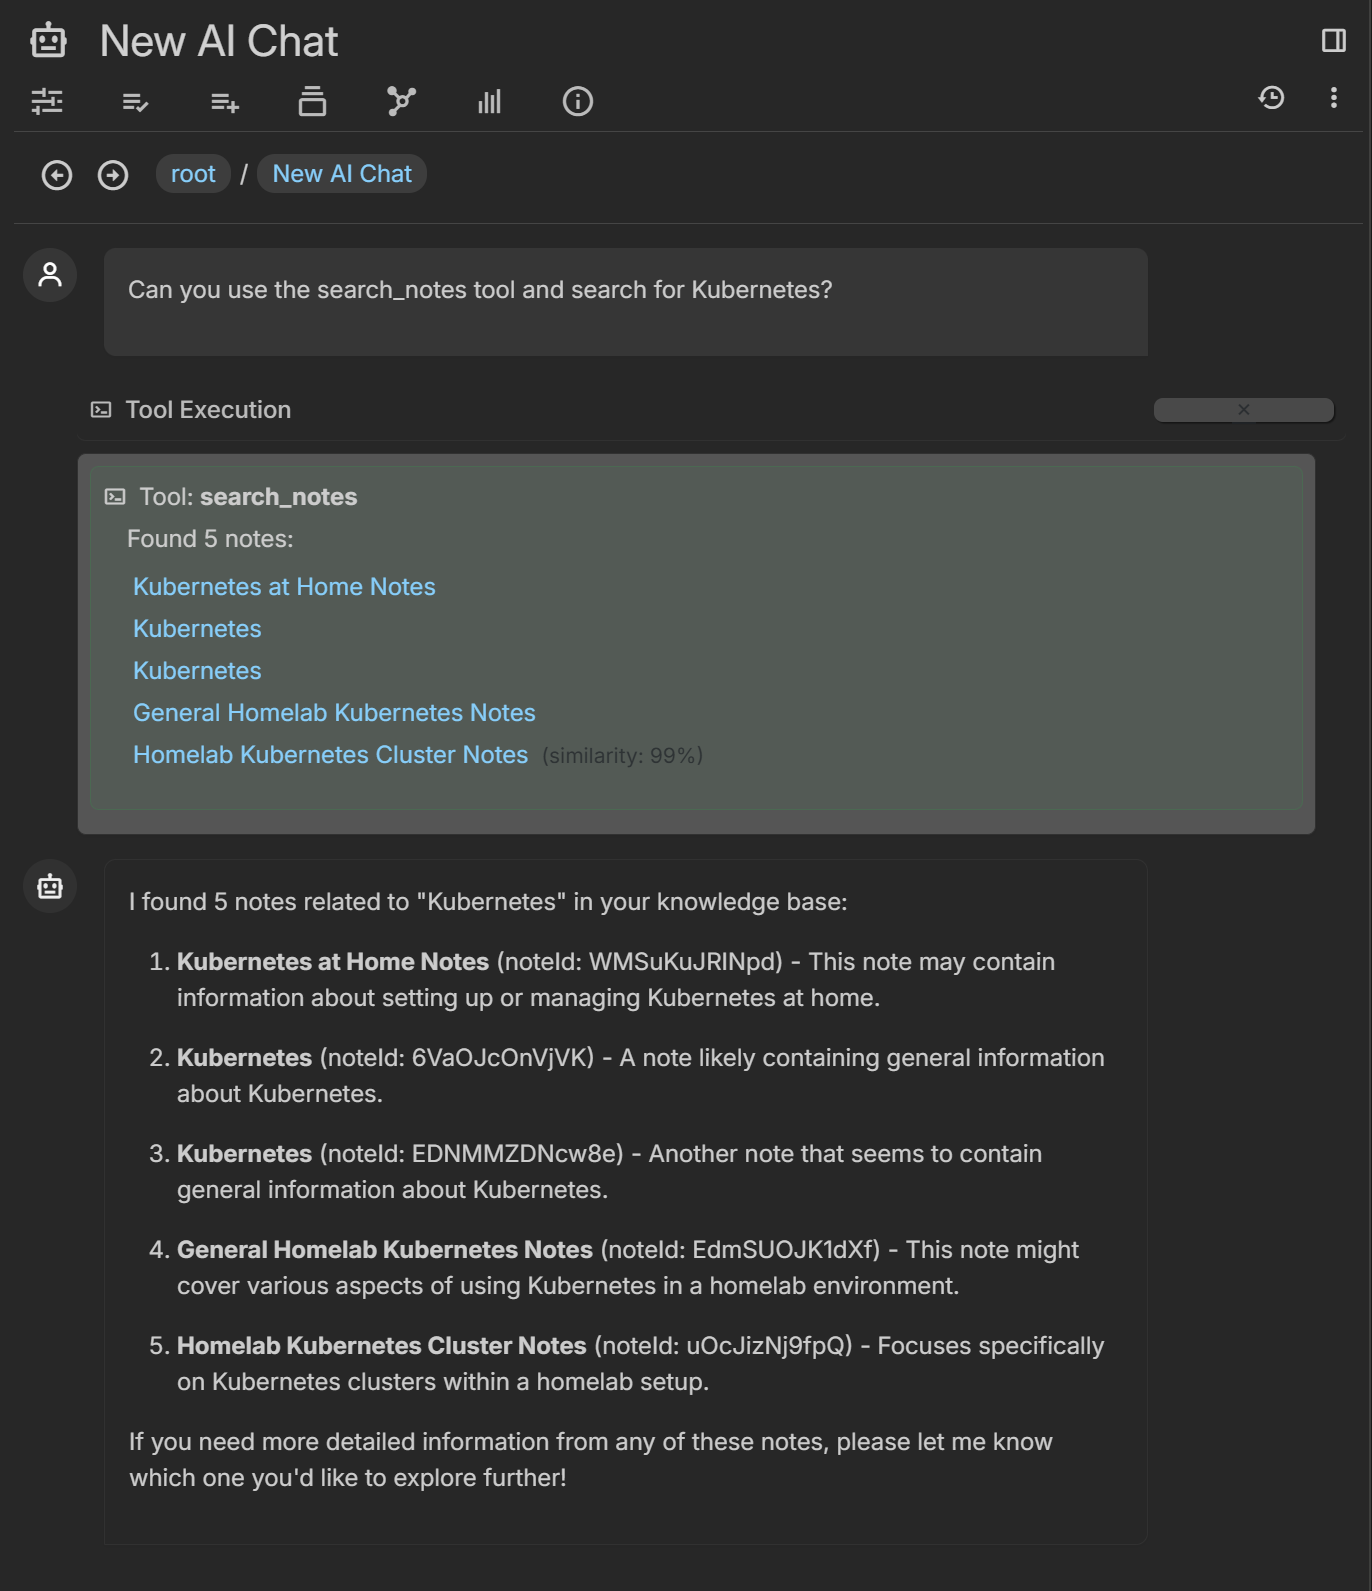 New AI Chat
root / New AI Chat
Can you use the search_notes tool and search for Kubernetes?
Tool Execution
Tool: search_notes
Found 5 notes:
Kubernetes at Home Notes
Kubernetes
Kubernetes
General Homelab Kubernetes Notes
Homelab Kubernetes Cluster Notes (similarity: 99%)
I found 5 notes related to "Kubernetes" in your knowledge base:
1. Kubernetes at Home Notes (noteId: WMSuKuJRINpd) - This note may contain
information about setting up or managing Kubernetes at home.
2. Kubernetes (noteId: 6VaOJcOnVjVK) - A note likely containing general information
about Kubernetes.
3. Kubernetes (noteId: EDNMMZDNcw8e) - Another note that seems to contain
general information about Kubernetes.
4. General Homelab Kubernetes Notes (noteId: EdmSUOJK1dXf) - This note might
cover various aspects of using Kubernetes in a homelab environment.
5. Homelab Kubernetes Cluster Notes (noteId: uOcJizNj9fpQ) - Focuses specifically
on Kubernetes clusters within a homelab setup.
If you need more detailed information from any of these notes, please let me know
which one you'd like to explore further!